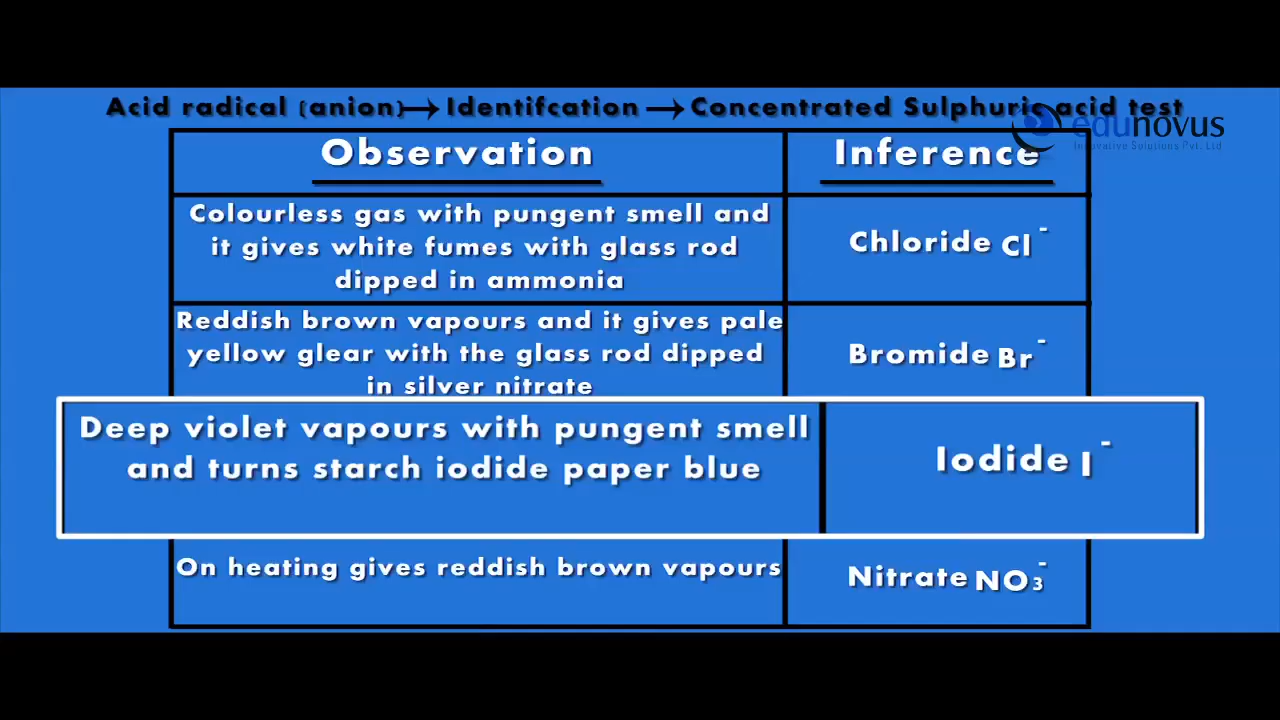 Acid radical (anion) → Identifcation → Concentrated Sulphuric acid test
edunovus
Innovative Solutions Pvt. Ltd
Observation
Inference
Colourless gas with pungent smell and
it gives white fumes with glass rod
dipped in ammonia
Chloride Cl⁻
Reddish brown vapours and it gives pale
yellow glear with the glass rod dipped
in silver nitrate
Bromide Br⁻
Deep violet vapours with pungent smell
and turns starch iodide paper blue
Iodide I⁻
On heating gives reddish brown vapours
Nitrate NO₃⁻